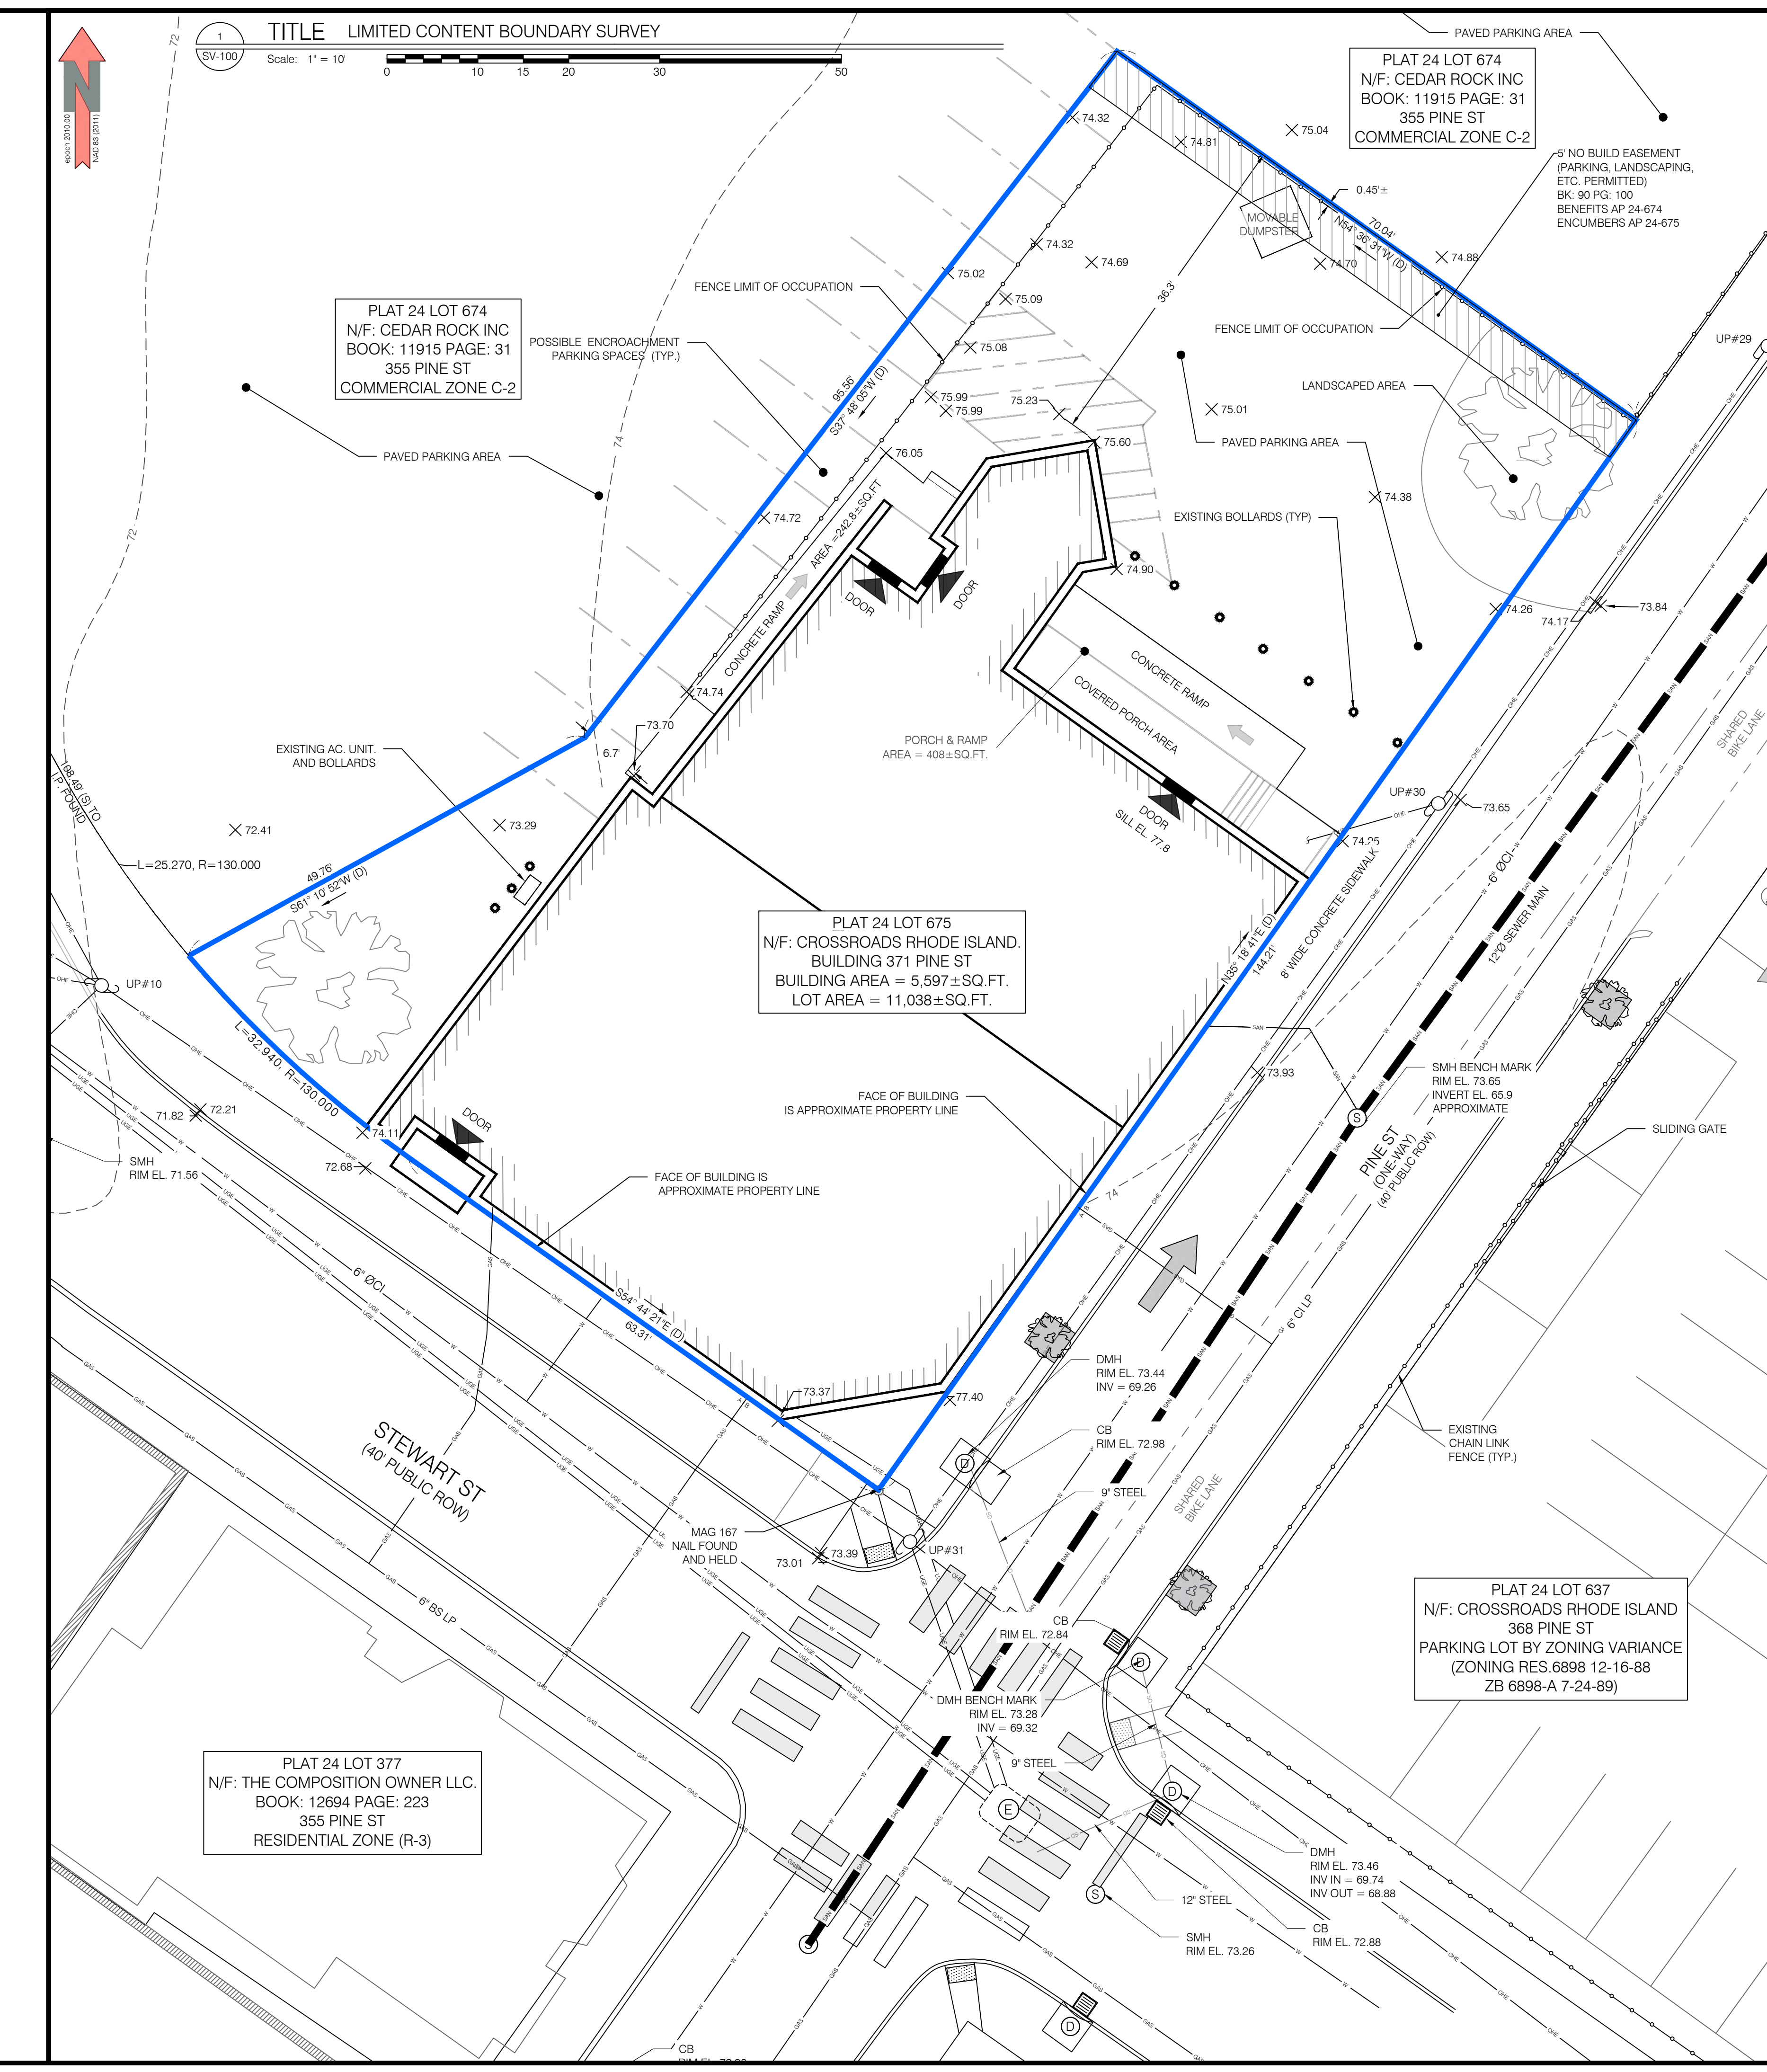 1
SV-100
TITLE LIMITED CONTENT BOUNDARY SURVEY
Scale: 1" = 10'
0 10 15 20 30 50
N
epoch 2010.00
NAD 83 (2011)
72
PAVED PARKING AREA
PLAT 24 LOT 674
N/F: CEDAR ROCK INC
BOOK: 11915 PAGE: 31
355 PINE ST
COMMERCIAL ZONE C-2
5' NO BUILD EASEMENT
(PARKING, LANDSCAPING,
ETC. PERMITTED)
BK: 90 PG: 100
BENEFITS AP 24-674
ENCUMBERS AP 24-675
74.32
74.81
75.04
0.45'±
MOVABLE
DUMPSTER
70.04'
N54° 36' 31"W (D)
74.70
74.88
74.32
74.69
75.02
75.09
36.3'
FENCE LIMIT OF OCCUPATION
PLAT 24 LOT 674
N/F: CEDAR ROCK INC
BOOK: 11915 PAGE: 31
355 PINE ST
COMMERCIAL ZONE C-2
POSSIBLE ENCROACHMENT
PARKING SPACES (TYP.)
FENCE LIMIT OF OCCUPATION
UP#29
75.08
95.56'
S37° 48' 05"W (D)
75.99
75.99
75.23
75.01
LANDSCAPED AREA
75.60
PAVED PARKING AREA
74
PAVED PARKING AREA
76.05
74.38
74.72
AREA =242.8±SQ.FT
EXISTING BOLLARDS (TYP)
72
74.90
DOOR
DOOR
CONCRETE RAMP
74.26
74.17
73.84
CONCRETE RAMP
COVERED PORCH AREA
PORCH & RAMP
AREA = 408±SQ.FT.
74.74
73.70
6.7'
EXISTING AC. UNIT.
AND BOLLARDS
SHARED
BIKE LANE
108.49' (S) TO
I.P. FOUND
72.41
73.29
L=25.270, R=130.000
49.76'
S61° 10' 52"W (D)
DOOR
SILL EL. 77.8
UP#30
73.65
8' WIDE CONCRETE SIDEWALK
6" ØCI
12"Ø SEWER MAIN
PLAT 24 LOT 675
N/F: CROSSROADS RHODE ISLAND.
BUILDING 371 PINE ST
BUILDING AREA = 5,597±SQ.FT.
LOT AREA = 11,038±SQ.FT.
N35° 18' 41"E (D)
144.21'
UP#10
L=32.940, R=130.000
73.93
SMH BENCH MARK
RIM EL. 73.65
INVERT EL. 65.9
APPROXIMATE
S
FACE OF BUILDING
IS APPROXIMATE PROPERTY LINE
71.82
72.21
DOOR
74.11
72.68
PINE ST
(ONE-WAY)
(40' PUBLIC ROW)
SLIDING GATE
SMH
RIM EL. 71.56
FACE OF BUILDING IS
APPROXIMATE PROPERTY LINE
74
6" ØCI
S54° 44' 21"E (D)
63.31'
6" CI LP
DMH
RIM EL. 73.44
INV = 69.26
73.37
77.40
CB
RIM EL. 72.98
EXISTING
CHAIN LINK
FENCE (TYP.)
STEWART ST
(40' PUBLIC ROW)
D
9" STEEL
SHARED
BIKE LANE
MAG 167
NAIL FOUND
AND HELD
73.01
73.39
UP#31
6" BS LP
CB
RIM EL. 72.84
D
PLAT 24 LOT 637
N/F: CROSSROADS RHODE ISLAND
368 PINE ST
PARKING LOT BY ZONING VARIANCE
(ZONING RES.6898 12-16-88
ZB 6898-A 7-24-89)
DMH BENCH MARK
RIM EL. 73.28
INV = 69.32
9" STEEL
D
E
PLAT 24 LOT 377
N/F: THE COMPOSITION OWNER LLC.
BOOK: 12694 PAGE: 223
355 PINE ST
RESIDENTIAL ZONE (R-3)
DMH
RIM EL. 73.46
INV IN = 69.74
INV OUT = 68.88
12" STEEL
S
CB
RIM EL. 72.88
SMH
RIM EL. 73.26
D
CB